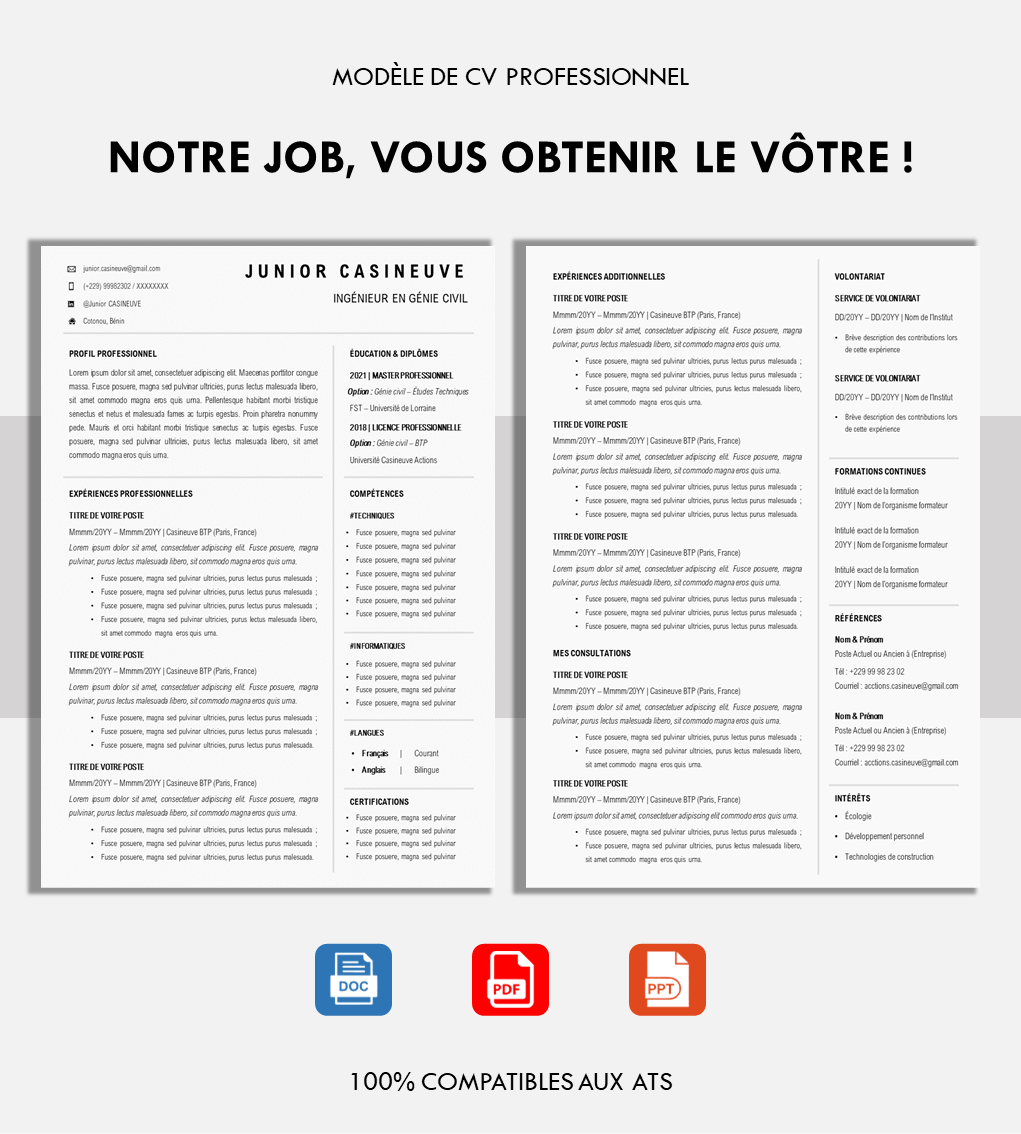 MODÈLE DE CV PROFESSIONNEL
NOTRE JOB, VOUS OBTENIR LE VÔTRE !
junior.casineuve@gmail.com
(+229) 99982302 / XXXXXXXX
@Junior CASINEUVE
Cotonou, Bénin
JUNIOR CASINEUVE
INGÉNIEUR EN GÉNIE CIVIL
PROFIL PROFESSIONNEL
Lorem ipsum dolor sit amet, consectetuer adipiscing elit. Maecenas porttitor congue
massa. Fusce posuere, magna sed pulvinar ultricies, purus lectus malesuada libero,
sit amet commodo magna eros quis urna. Pellentesque habitant morbi tristique
senectus et netus et malesuada fames ac turpis egestas. Proin pharetra nonummy
pede. Mauris et orci habitant morbi tristique senectus ac turpis egestas. Fusce
posuere, magna sed pulvinar ultricies, purus lectus malesuada libero, sit amet
commodo magna eros quis urna.
EXPÉRIENCES PROFESSIONNELLES
TITRE DE VOTRE POSTE
Mmmm/20YY – Mmmm/20YY | Casineuve BTP (Paris, France)
Lorem ipsum dolor sit amet, consectetuer adipiscing elit. Fusce posuere, magna
pulvinar, purus lectus malesuada libero, sit commodo magna eros quis urna.
• Fusce posuere, magna sed pulvinar ultricies, purus lectus purus malesuada ;
• Fusce posuere, magna sed pulvinar ultricies, purus lectus purus malesuada ;
• Fusce posuere, magna sed pulvinar ultricies, purus lectus purus malesuada ;
• Fusce posuere, magna sed pulvinar ultricies, purus lectus malesuada libero,
sit amet commodo magna eros quis urna.
TITRE DE VOTRE POSTE
Mmmm/20YY – Mmmm/20YY | Casineuve BTP (Paris, France)
Lorem ipsum dolor sit amet, consectetuer adipiscing elit. Fusce posuere, magna
pulvinar, purus lectus malesuada libero, sit commodo magna eros quis urna.
• Fusce posuere, magna sed pulvinar ultricies, purus lectus purus malesuada ;
• Fusce posuere, magna sed pulvinar ultricies, purus lectus purus malesuada ;
• Fusce posuere, magna sed pulvinar ultricies, purus lectus purus malesuada.
TITRE DE VOTRE POSTE
Mmmm/20YY – Mmmm/20YY | Casineuve BTP (Paris, France)
Lorem ipsum dolor sit amet, consectetuer adipiscing elit. Fusce posuere, magna
pulvinar, purus lectus malesuada libero, sit commodo magna eros quis urna.
• Fusce posuere, magna sed pulvinar ultricies, purus lectus purus malesuada ;
• Fusce posuere, magna sed pulvinar ultricies, purus lectus purus malesuada ;
• Fusce posuere, magna sed pulvinar ultricies, purus lectus purus malesuada.
ÉDUCATION & DIPLÔMES
2021 | MASTER PROFESSIONNEL
Option : Génie civil – Études Techniques
FST – Université de Lorraine
2018 | LICENCE PROFESSIONNELLE
Option : Génie civil – BTP
Université Casineuve Actions
COMPÉTENCES
#TECHNIQUES
• Fusce posuere, magna sed pulvinar
• Fusce posuere, magna sed pulvinar
• Fusce posuere, magna sed pulvinar
• Fusce posuere, magna sed pulvinar
• Fusce posuere, magna sed pulvinar
• Fusce posuere, magna sed pulvinar
• Fusce posuere, magna sed pulvinar
#INFORMATIQUES
• Fusce posuere, magna sed pulvinar
• Fusce posuere, magna sed pulvinar
• Fusce posuere, magna sed pulvinar
• Fusce posuere, magna sed pulvinar
#LANGUES
• Français | Courant
• Anglais | Bilingue
CERTIFICATIONS
• Fusce posuere, magna sed pulvinar
• Fusce posuere, magna sed pulvinar
• Fusce posuere, magna sed pulvinar
• Fusce posuere, magna sed pulvinar
EXPÉRIENCES ADDITIONNELLES
TITRE DE VOTRE POSTE
Mmmm/20YY – Mmmm/20YY | Casineuve BTP (Paris, France)
Lorem ipsum dolor sit amet, consectetuer adipiscing elit. Fusce posuere, magna
pulvinar, purus lectus malesuada libero, sit commodo magna eros quis urna.
• Fusce posuere, magna sed pulvinar ultricies, purus lectus purus malesuada ;
• Fusce posuere, magna sed pulvinar ultricies, purus lectus purus malesuada ;
• Fusce posuere, magna sed pulvinar ultricies, purus lectus malesuada libero,
sit amet commodo magna eros quis urna.
TITRE DE VOTRE POSTE
Mmmm/20YY – Mmmm/20YY | Casineuve BTP (Paris, France)
Lorem ipsum dolor sit amet, consectetuer adipiscing elit. Fusce posuere, magna
pulvinar, purus lectus malesuada libero, sit commodo magna eros quis urna.
• Fusce posuere, magna sed pulvinar ultricies, purus lectus purus malesuada ;
• Fusce posuere, magna sed pulvinar ultricies, purus lectus purus malesuada ;
• Fusce posuere, magna sed pulvinar ultricies, purus lectus purus malesuada.
TITRE DE VOTRE POSTE
Mmmm/20YY – Mmmm/20YY | Casineuve BTP (Paris, France)
Lorem ipsum dolor sit amet, consectetuer adipiscing elit. Fusce posuere, magna
pulvinar, purus lectus malesuada libero, sit commodo magna eros quis urna.
• Fusce posuere, magna sed pulvinar ultricies, purus lectus purus malesuada ;
• Fusce posuere, magna sed pulvinar ultricies, purus lectus purus malesuada ;
• Fusce posuere, magna sed pulvinar ultricies, purus lectus purus malesuada.
MES CONSULTATIONS
TITRE DE VOTRE POSTE
Mmmm/20YY – Mmmm/20YY | Casineuve BTP (Paris, France)
Lorem ipsum dolor sit amet, consectetuer adipiscing elit. Fusce posuere, magna
pulvinar, purus lectus malesuada libero, sit commodo magna eros quis urna.
• Fusce posuere, magna sed pulvinar ultricies, purus lectus purus malesuada ;
• Fusce posuere, magna sed pulvinar ultricies, purus lectus malesuada libero,
sit amet commodo magna eros quis urna.
TITRE DE VOTRE POSTE
Mmmm/20YY – Mmmm/20YY | Casineuve BTP (Paris, France)
Lorem ipsum dolor sit amet, consectetuer adipiscing elit commodo magna eros quis urna.
• Fusce posuere, magna sed pulvinar ultricies, purus lectus purus malesuada ;
• Fusce posuere, magna sed pulvinar ultricies, purus lectus malesuada libero,
sit amet commodo magna eros quis urna.
VOLONTARIAT
SERVICE DE VOLONTARIAT
DD/20YY – DD/20YY | Nom de l'Institut
• Brève description des contributions lors
de cette expérience
SERVICE DE VOLONTARIAT
DD/20YY – DD/20YY | Nom de l'Institut
• Brève description des contributions lors
de cette expérience
FORMATIONS CONTINUES
Intitulé exact de la formation
20YY | Nom de l'organisme formateur
Intitulé exact de la formation
20YY | Nom de l'organisme formateur
Intitulé exact de la formation
20YY | Nom de l'organisme formateur
RÉFÉRENCES
Nom & Prénom
Poste Actuel ou Ancien à (Entreprise)
Tél : +229 99 98 23 02
Courriel : acctions.casineuve@gmail.com
Nom & Prénom
Poste Actuel ou Ancien à (Entreprise)
Tél : +229 99 98 23 02
Courriel : acctions.casineuve@gmail.com
INTÉRÊTS
• Écologie
• Développement personnel
• Technologies de construction
DOC
PDF
PPT
100% COMPATIBLES AUX ATS